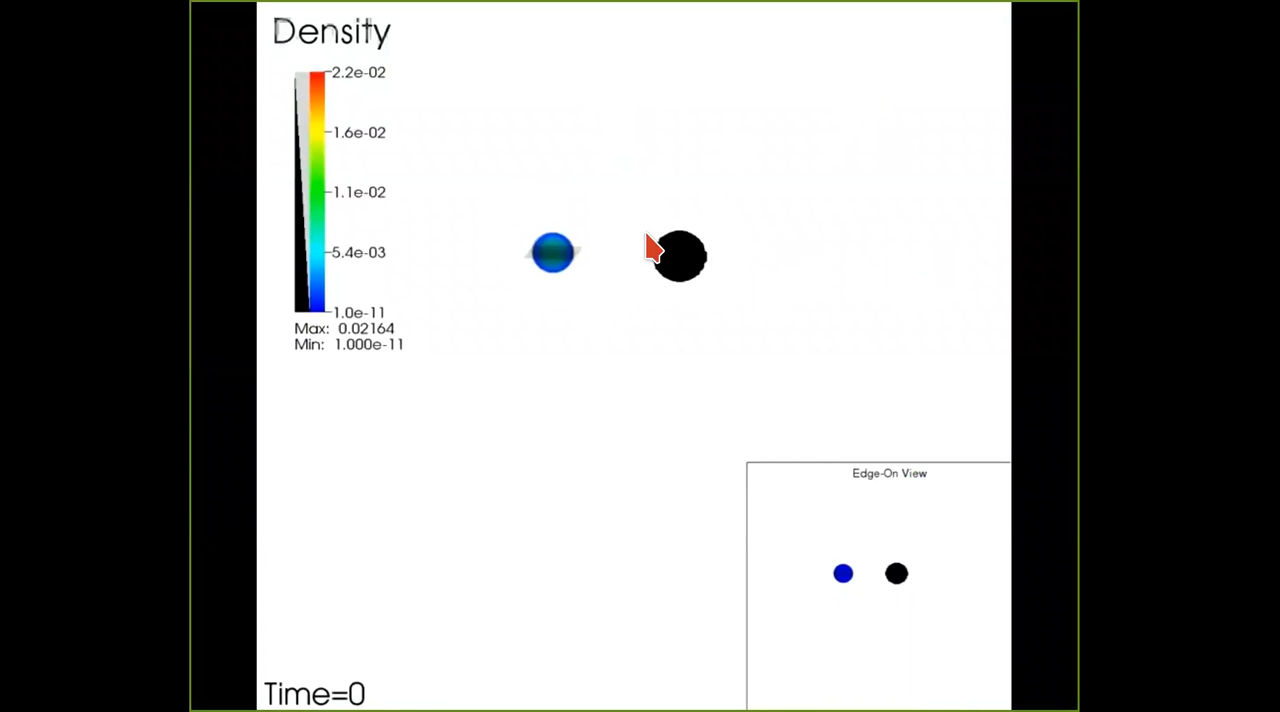 Density
2.2e-02
1.6e-02
1.1e-02
5.4e-03
1.0e-11
Max: 0.02164
Min: 1.000e-11
Edge-On View
Time=0